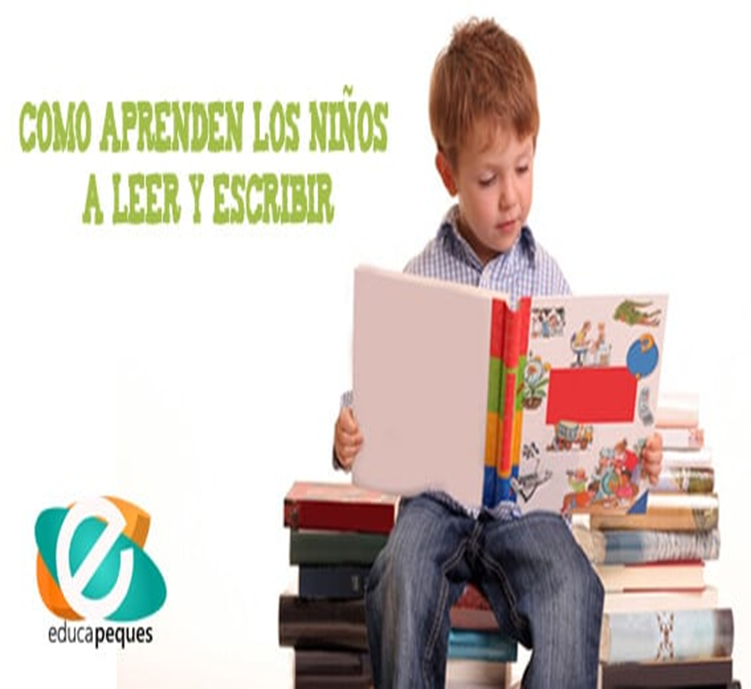 COMO APRENDEN LOS NIÑOS
A LEER Y ESCRIBIR
e
educapeques